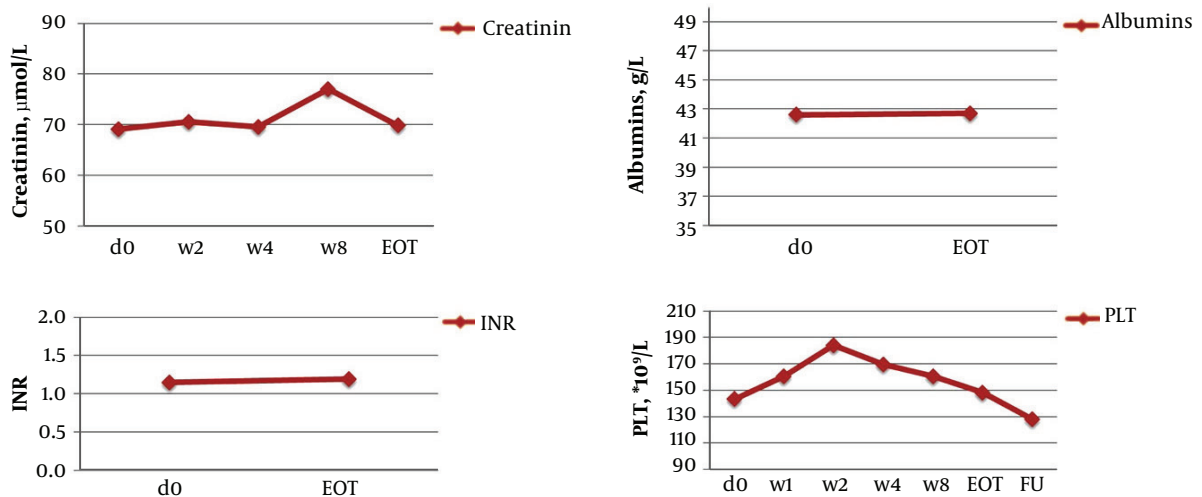 Creatinin, µmol/L
90
80
70
60
50
d0 w2 w4 w8 EOT
Creatinin
Albumins, g/L
49
49
45
43
41
39
37
35
d0 EOT
Albumins
INR
2.0
1.5
1.0
0.5
0.0
d0 EOT
INR
PLT, *10⁹/L
210
190
170
150
130
110
90
d0 w1 w2 w4 w8 EOT FU
PLT